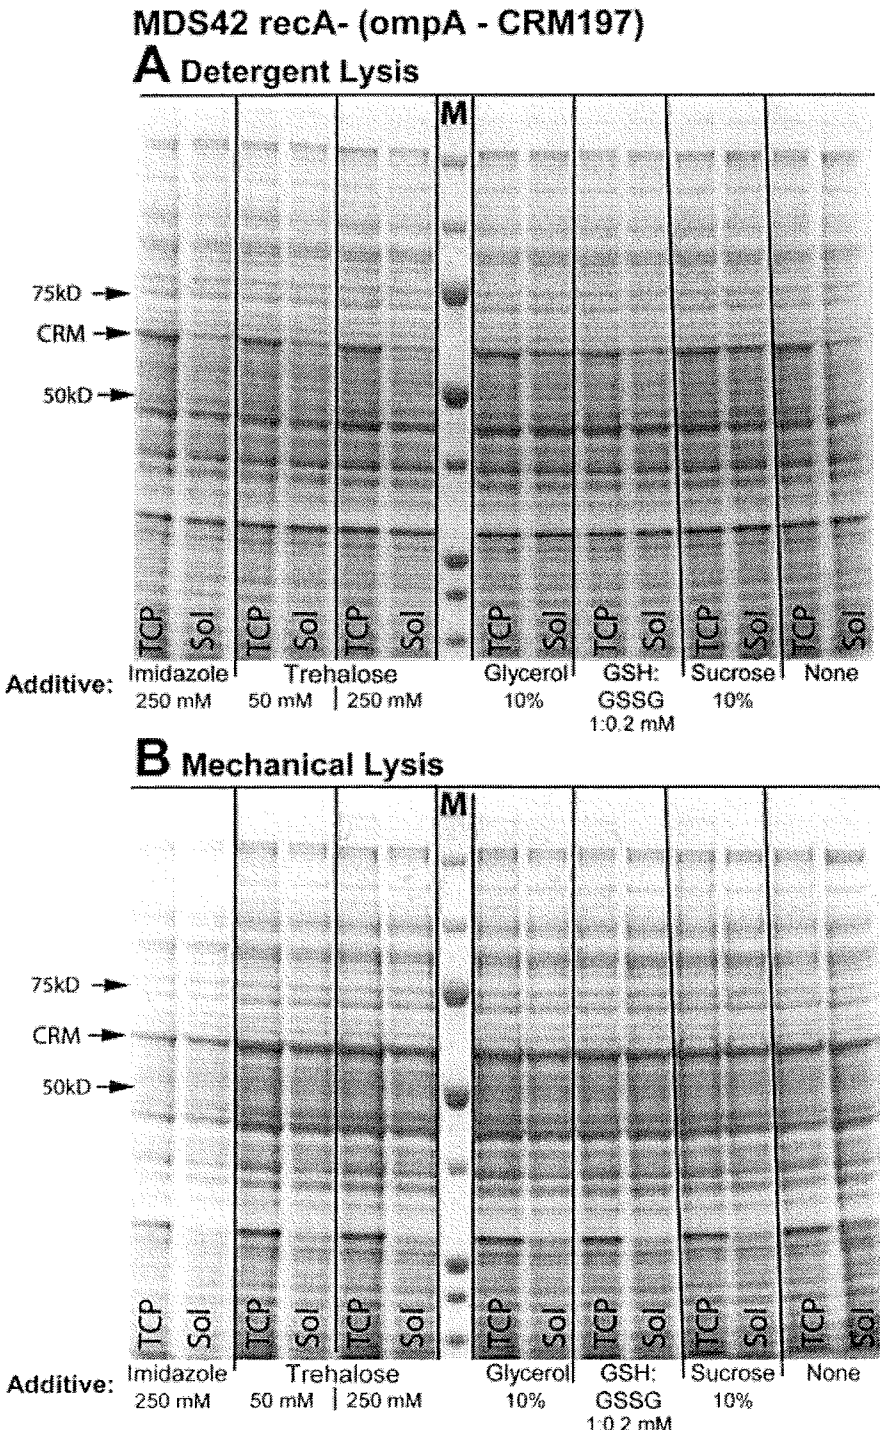 MDS42 recA- (ompA - CRM197)
A Detergent Lysis
M
75kD
CRM
50kD
TCP Sol TCP Sol TCP Sol TCP Sol TCP Sol TCP Sol TCP Sol
Additive: Imidazole Trehalose Glycerol GSH: Sucrose None
250 mM 50 mM | 250 mM 10% GSSG 10%
1:0.2 mM
B Mechanical Lysis
M
75kD
CRM
50kD
TCP Sol TCP Sol TCP Sol TCP Sol TCP Sol TCP Sol TCP Sol
Additive: Imidazole Trehalose Glycerol GSH: Sucrose None
250 mM 50 mM | 250 mM 10% GSSG 10%
1:0.2 mM